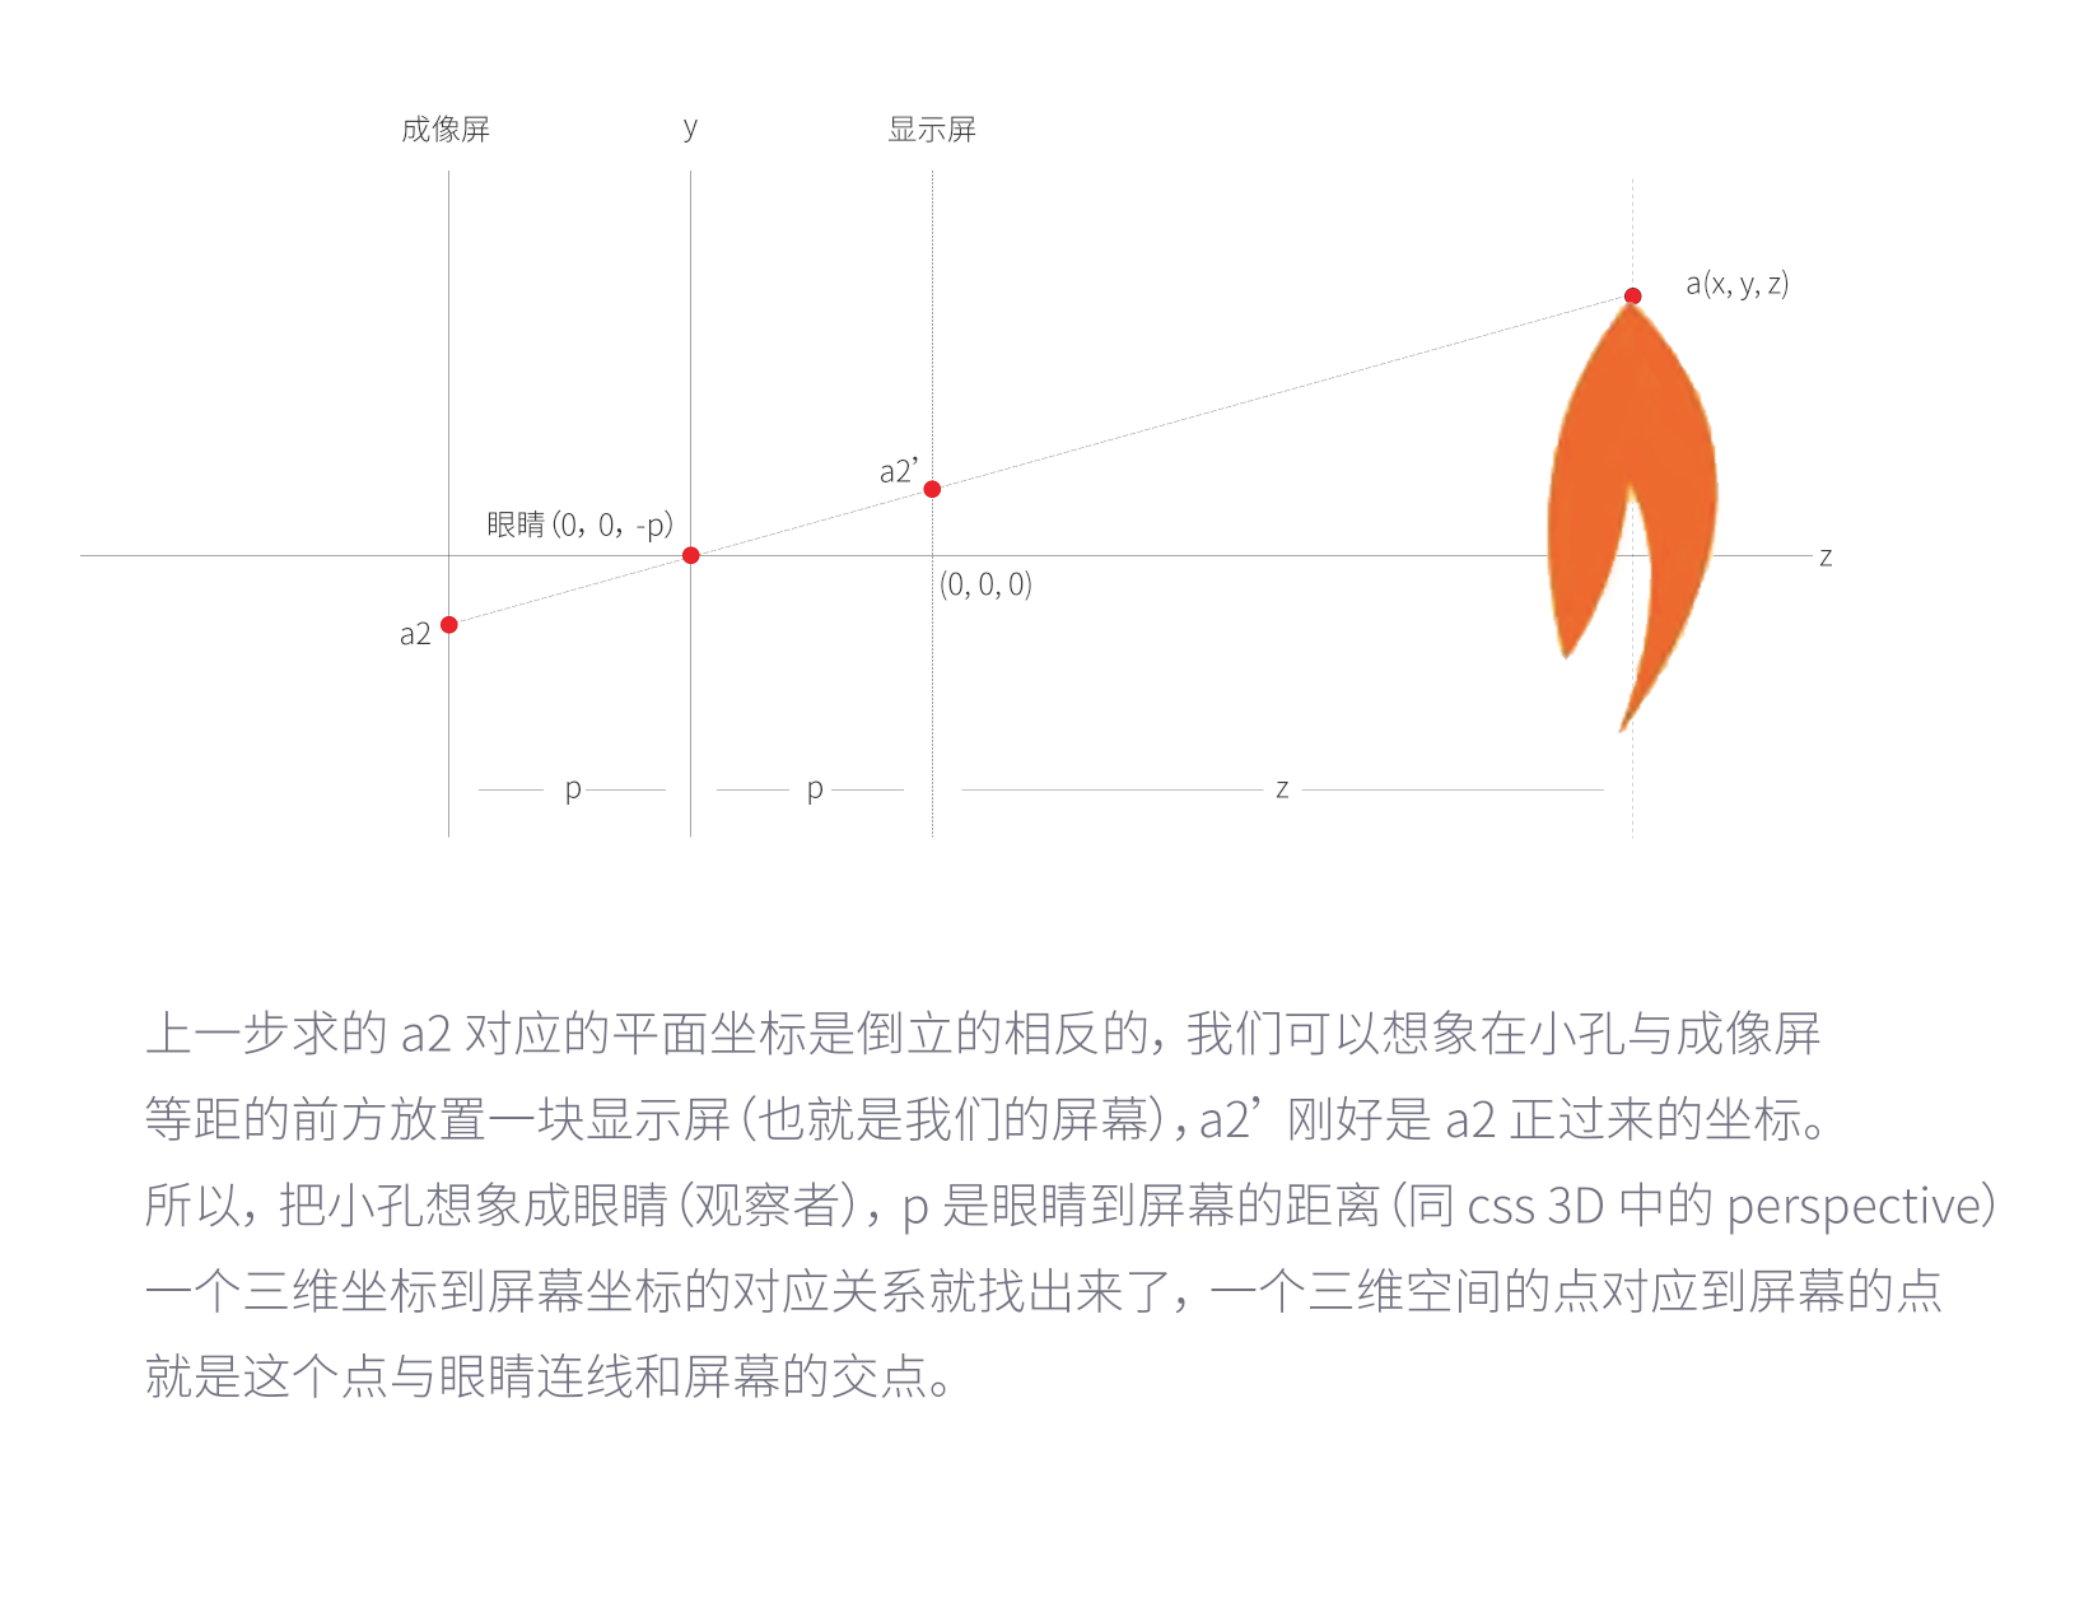 成像屏 y 显示屏
a(x, y, z)
a2’
眼睛（0，0，-p）
z
(0, 0, 0)
a2
p p z
上一步求的 a2 对应的平面坐标是倒立的相反的，我们可以想象在小孔与成像屏
等距的前方放置一块显示屏（也就是我们的屏幕），a2’ 刚好是 a2 正过来的坐标。
所以，把小孔想象成眼睛（观察者），p 是眼睛到屏幕的距离（同 css 3D 中的 perspective）
一个三维坐标到屏幕坐标的对应关系就找出来了，一个三维空间的点对应到屏幕的点
就是这个点与眼睛连线和屏幕的交点。